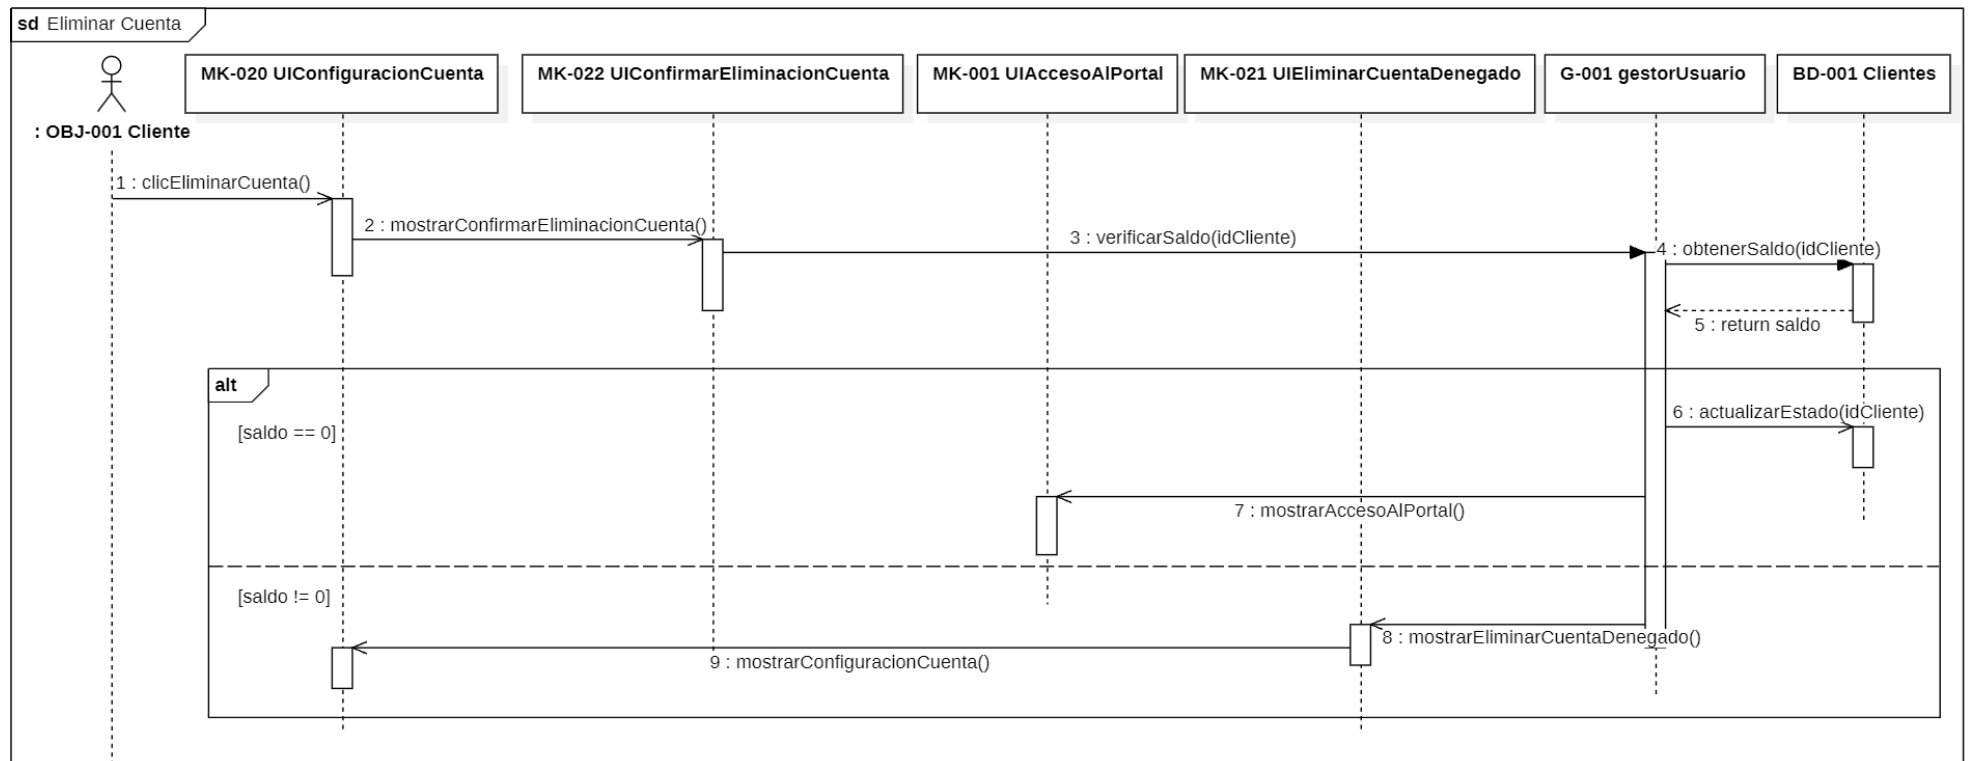 sd Eliminar Cuenta
: OBJ-001 Cliente
MK-020 UIConfiguracionCuenta
MK-022 UIConfirmarEliminacionCuenta
MK-001 UIAccesoAlPortal
MK-021 UIEliminarCuentaDenegado
G-001 gestorUsuario
BD-001 Clientes
1 : clicEliminarCuenta()
2 : mostrarConfirmarEliminacionCuenta()
3 : verificarSaldo(idCliente)
4 : obtenerSaldo(idCliente)
5 : return saldo
alt
[saldo == 0]
6 : actualizarEstado(idCliente)
7 : mostrarAccesoAlPortal()
[saldo != 0]
8 : mostrarEliminarCuentaDenegado()
9 : mostrarConfiguracionCuenta()